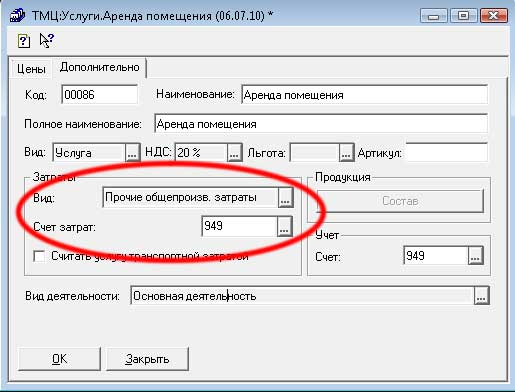 ТМЦ:Услуги.Аренда помещения (06.07.10) *
Цены Дополнительно
Код: 00086 Наименование: Аренда помещения
Полное наименование: Аренда помещения
Вид: Услуга ... НДС: 20 % ... Льгота: ... Артикул:
Затраты Продукция
Вид: Прочие общепроизв. затраты ... Состав
Счет затрат: 949 ... Учет
Считать услугу транспортной затратой Счет: 949 ...
Вид деятельности: Основная деятельность ...
OK Закрыть